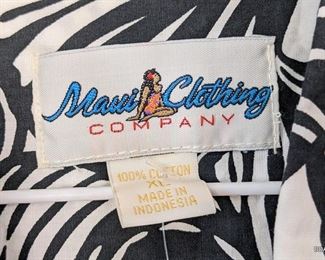 Maui Clothing
COMPANY
100% COTTON
XL
MADE IN
INDONESIA